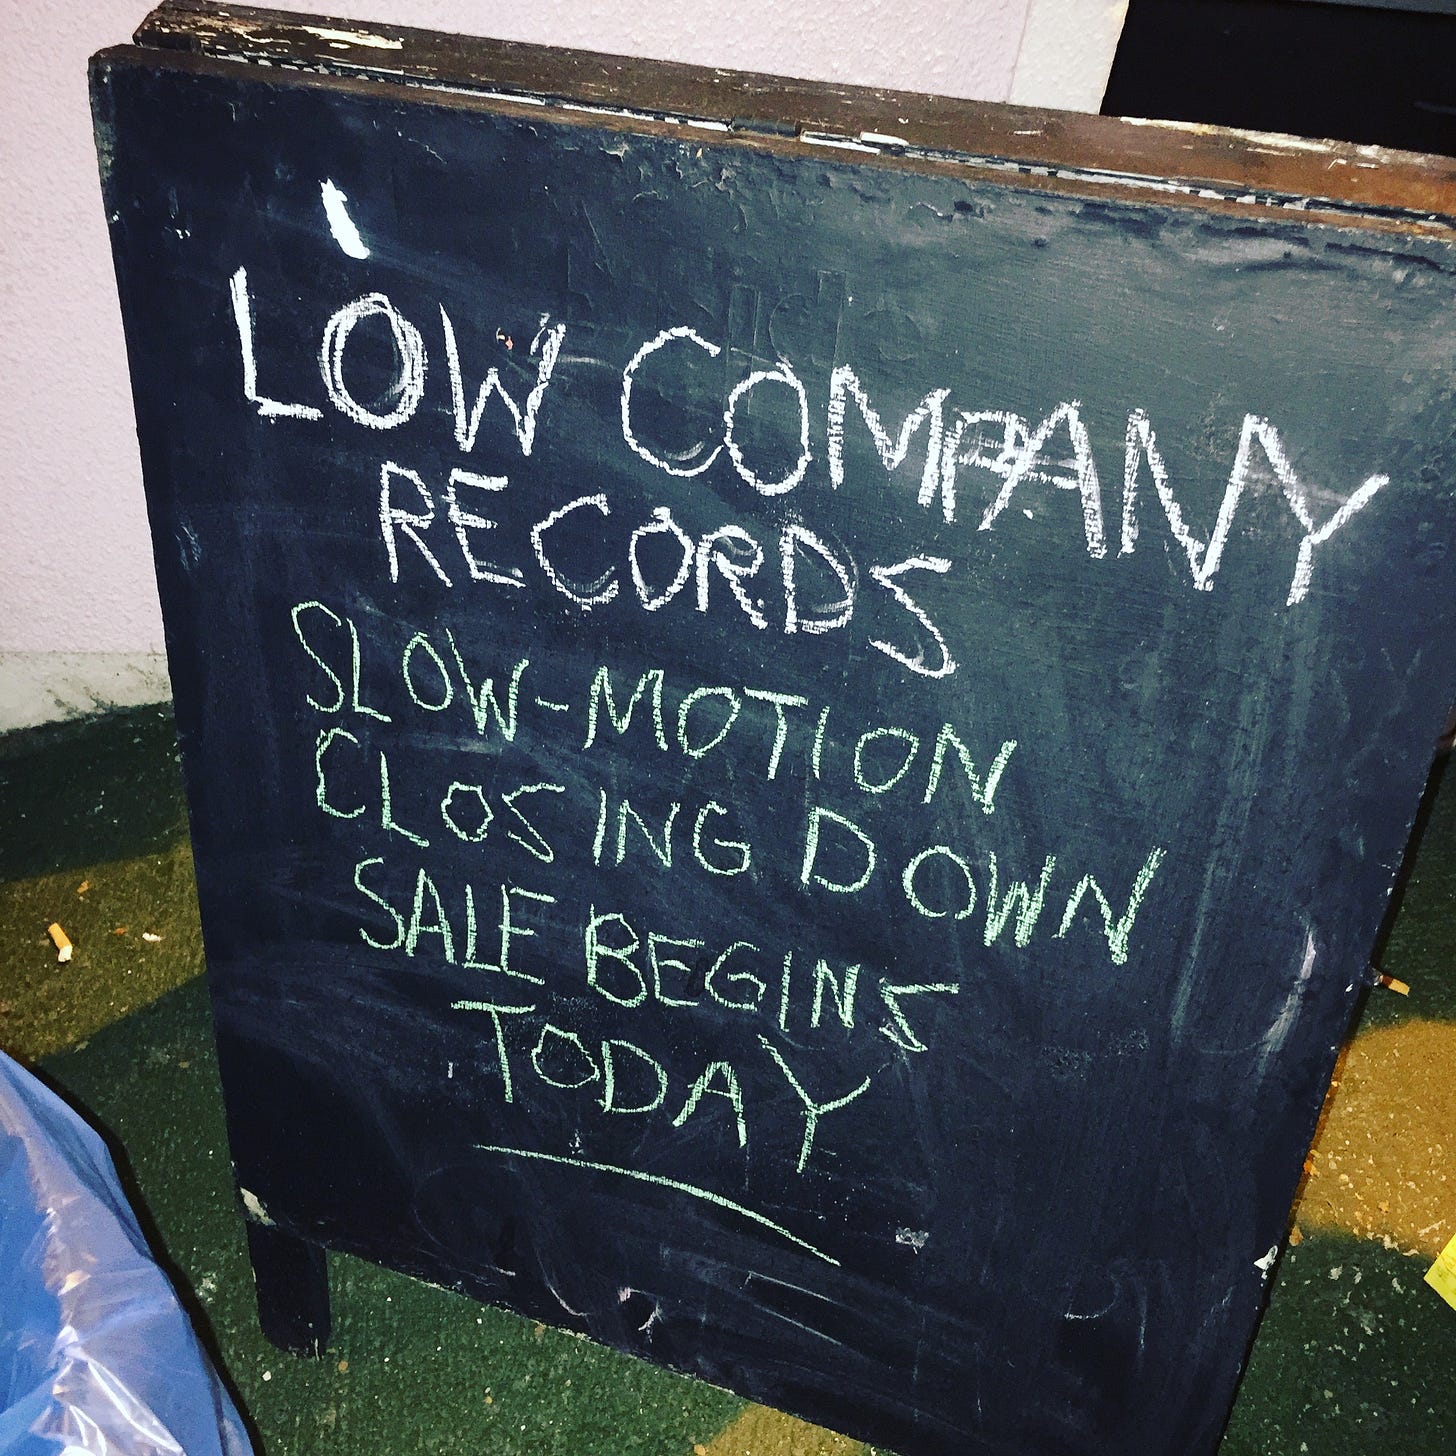 LOW COMPANY
RECORDS
SLOW-MOTION
CLOSING DOWN
SALE BEGINS
TODAY